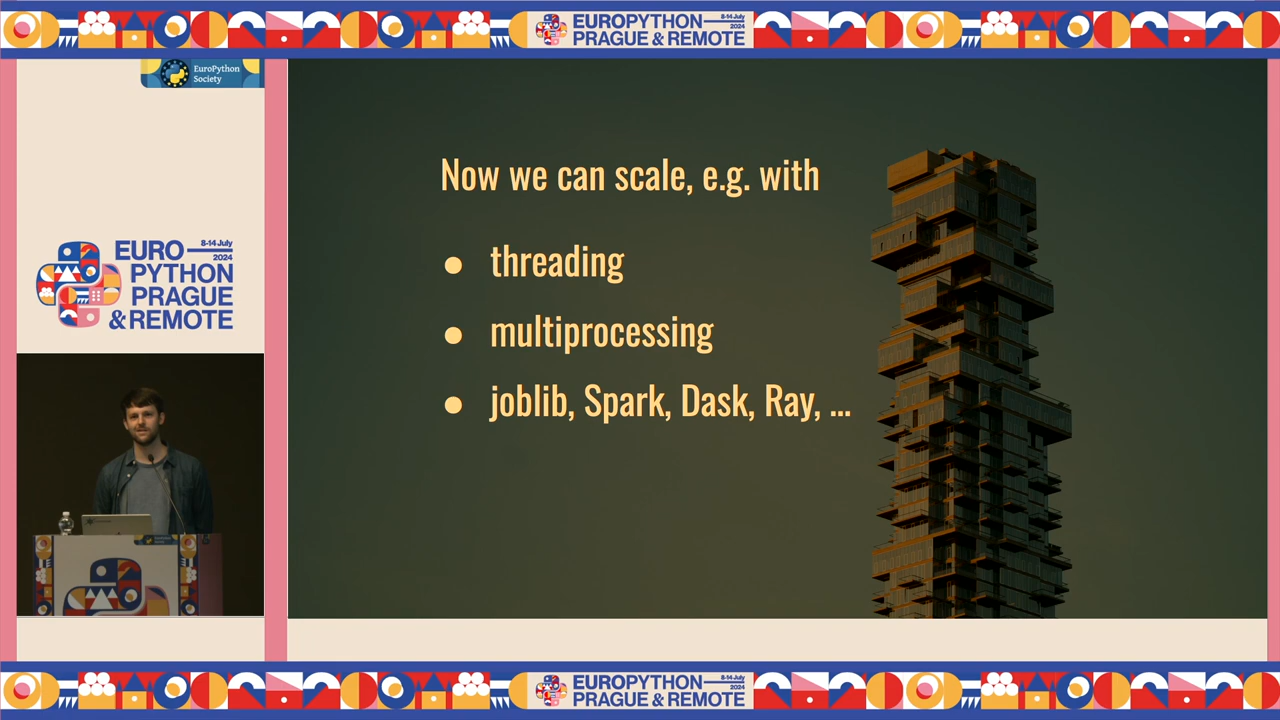 EUROPYTHON
8-14 July
2024
PRAGUE & REMOTE
EuroPython
Society
EURO
8-14 July
2024
PYTHON
PRAGUE
& REMOTE
Now we can scale, e.g. with
● threading
● multiprocessing
● joblib, Spark, Dask, Ray, ...
EUROPYTHON
8-14 July
2024
PRAGUE & REMOTE